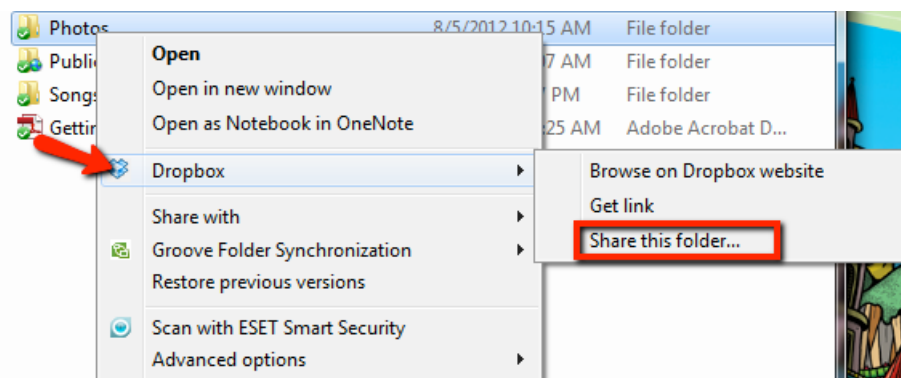 Photos 8/5/2012 10:15 AM File folder
Open
Publi 7 AM File folder
Open in new window
Songs PM File folder
Open as Notebook in OneNote
Gettin :25 AM Adobe Acrobat D...
Dropbox
Browse on Dropbox website
Get link
Share with
Share this folder...
Groove Folder Synchronization
Restore previous versions
Scan with ESET Smart Security
Advanced options